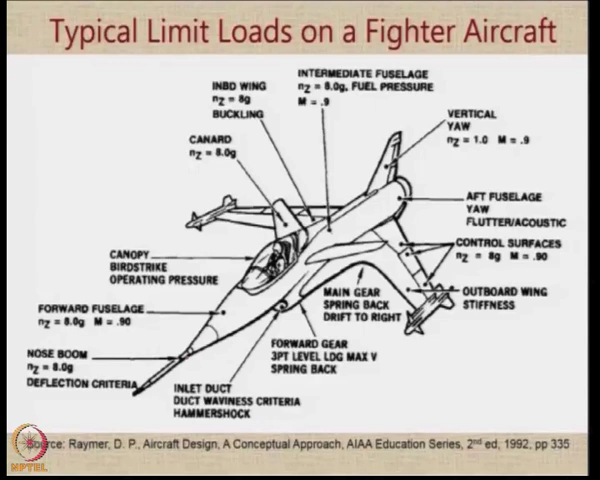 Typical Limit Loads on a Fighter Aircraft
INTERMEDIATE FUSELAGE
nz = 8.0g, FUEL PRESSURE
M = .9
INBD WING
nz = 8g
BUCKLING
VERTICAL
YAW
nz = 1.0 M = .9
CANARD
nz = 8.0g
AFT FUSELAGE
YAW
FLUTTER/ACOUSTIC
CONTROL SURFACES
nz = 8g M = .90
CANOPY
BIRDSTRIKE
OPERATING PRESSURE
MAIN GEAR
SPRING BACK
DRIFT TO RIGHT
OUTBOARD WING
STIFFNESS
FORWARD FUSELAGE
nz = 8.0g M = .90
FORWARD GEAR
3PT LEVEL LDG MAX V
SPRING BACK
NOSE BOOM
nz = 8.0g
DEFLECTION CRITERIA
INLET DUCT
DUCT WAVINESS CRITERIA
HAMMERSHOCK
Source: Raymer, D. P., Aircraft Design, A Conceptual Approach, AIAA Education Series, 2nd ed, 1992, pp 335
NPTEL